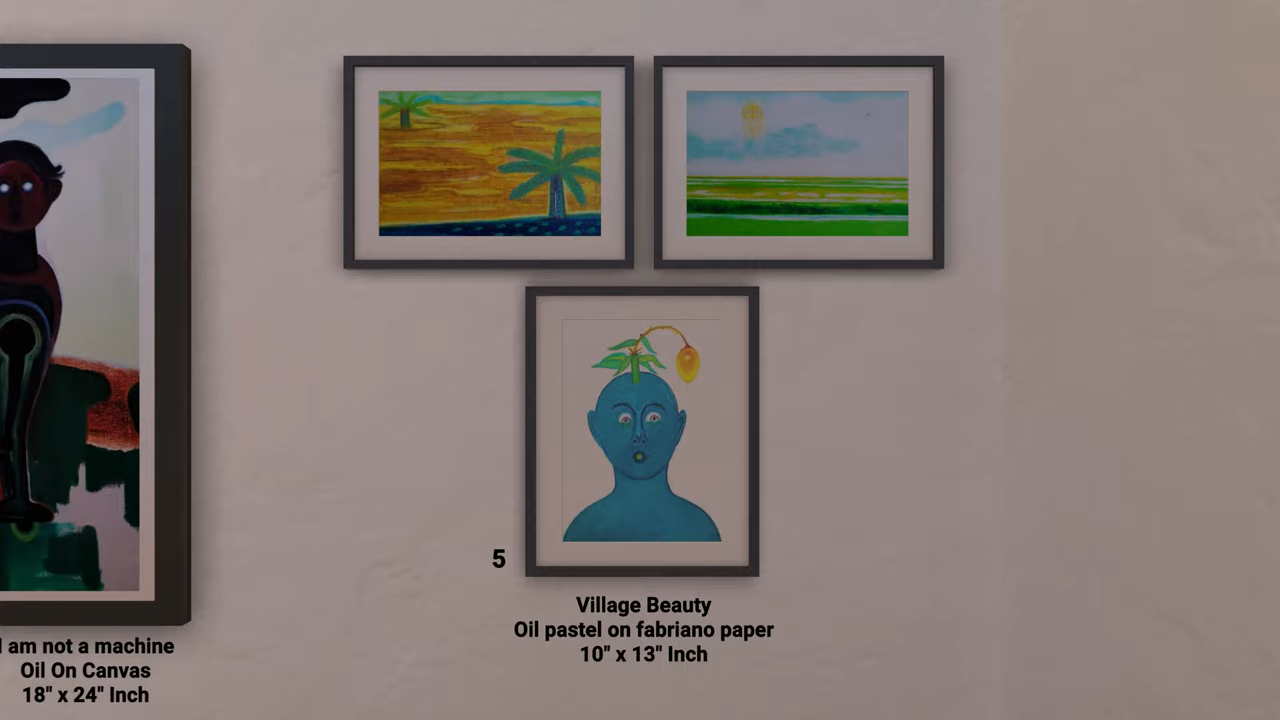 5
Village Beauty
Oil pastel on fabriano paper
10" x 13" Inch
I am not a machine
Oil On Canvas
18" x 24" Inch